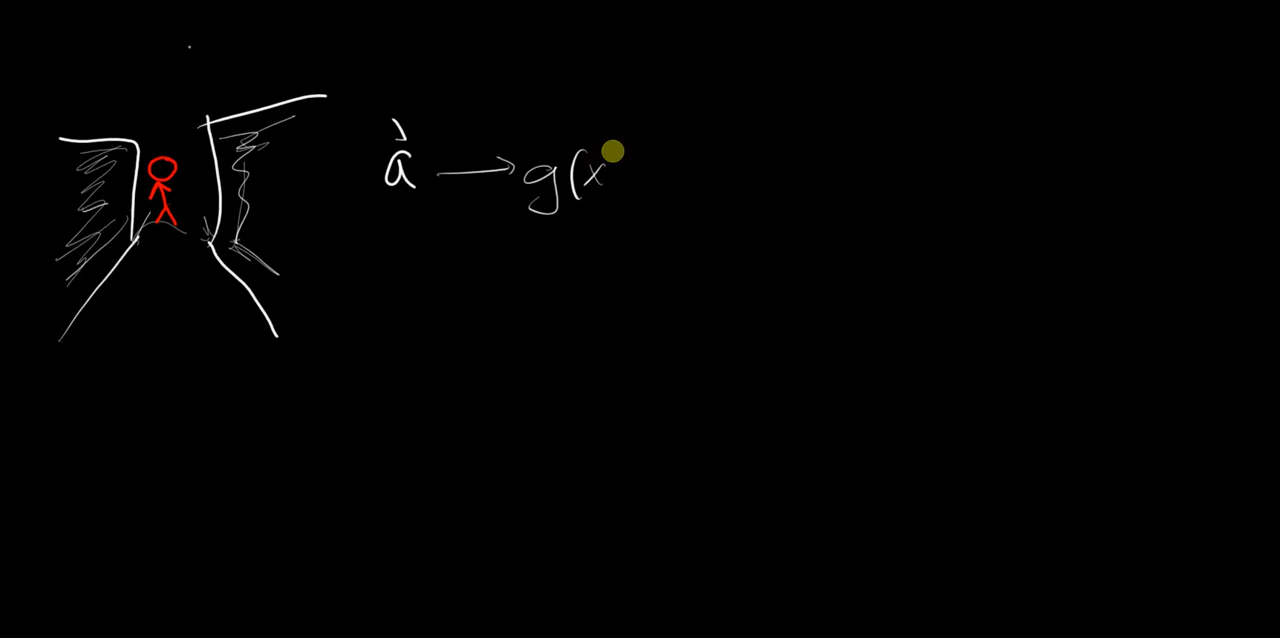 à → g(x